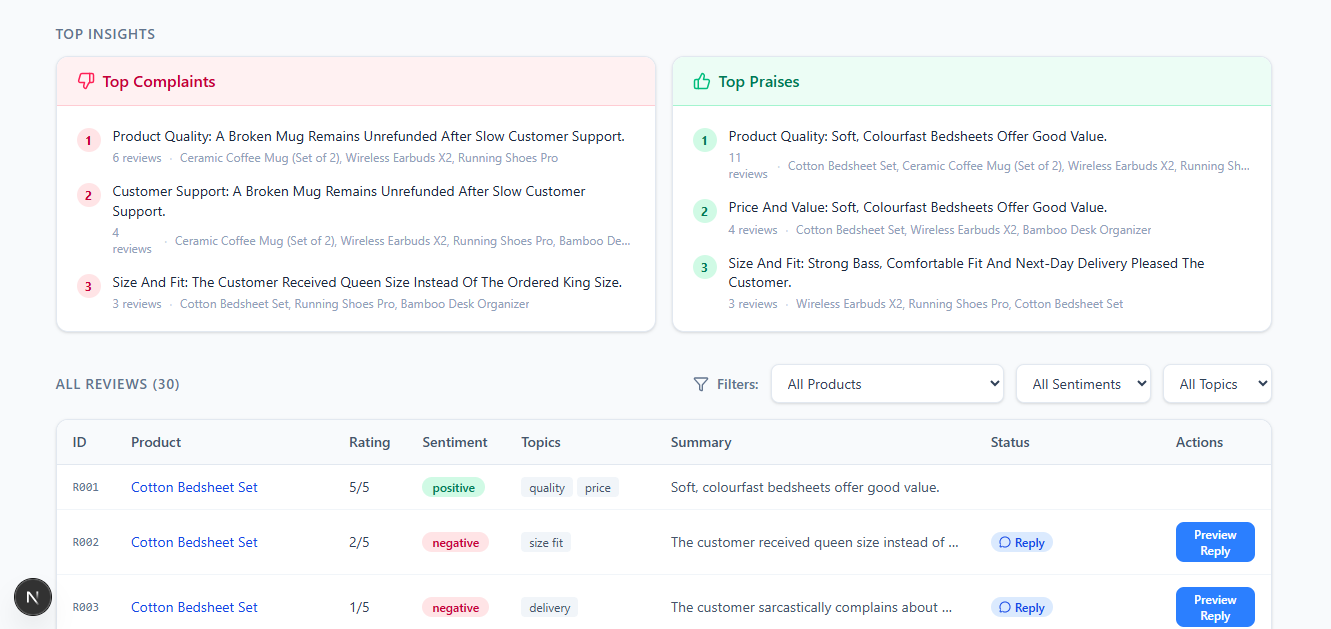 TOP INSIGHTS
Top Complaints
1 Product Quality: A Broken Mug Remains Unrefunded After Slow Customer Support.
6 reviews · Ceramic Coffee Mug (Set of 2), Wireless Earbuds X2, Running Shoes Pro
2 Customer Support: A Broken Mug Remains Unrefunded After Slow Customer
Support.
4
reviews · Ceramic Coffee Mug (Set of 2), Wireless Earbuds X2, Running Shoes Pro, Bamboo De...
3 Size And Fit: The Customer Received Queen Size Instead Of The Ordered King Size.
3 reviews · Cotton Bedsheet Set, Running Shoes Pro, Bamboo Desk Organizer
Top Praises
1 Product Quality: Soft, Colourfast Bedsheets Offer Good Value.
11
reviews · Cotton Bedsheet Set, Ceramic Coffee Mug (Set of 2), Wireless Earbuds X2, Running Sh...
2 Price And Value: Soft, Colourfast Bedsheets Offer Good Value.
4 reviews · Cotton Bedsheet Set, Wireless Earbuds X2, Bamboo Desk Organizer
3 Size And Fit: Strong Bass, Comfortable Fit And Next-Day Delivery Pleased The
Customer.
3 reviews · Wireless Earbuds X2, Running Shoes Pro, Cotton Bedsheet Set
ALL REVIEWS (30)
Filters: All Products All Sentiments All Topics
ID Product Rating Sentiment Topics Summary Status Actions
R001 Cotton Bedsheet Set 5/5 positive quality price Soft, colourfast bedsheets offer good value.
R002 Cotton Bedsheet Set 2/5 negative size fit The customer received queen size instead of ... Reply Preview
Reply
R003 Cotton Bedsheet Set 1/5 negative delivery The customer sarcastically complains about ... Reply Preview
Reply
N